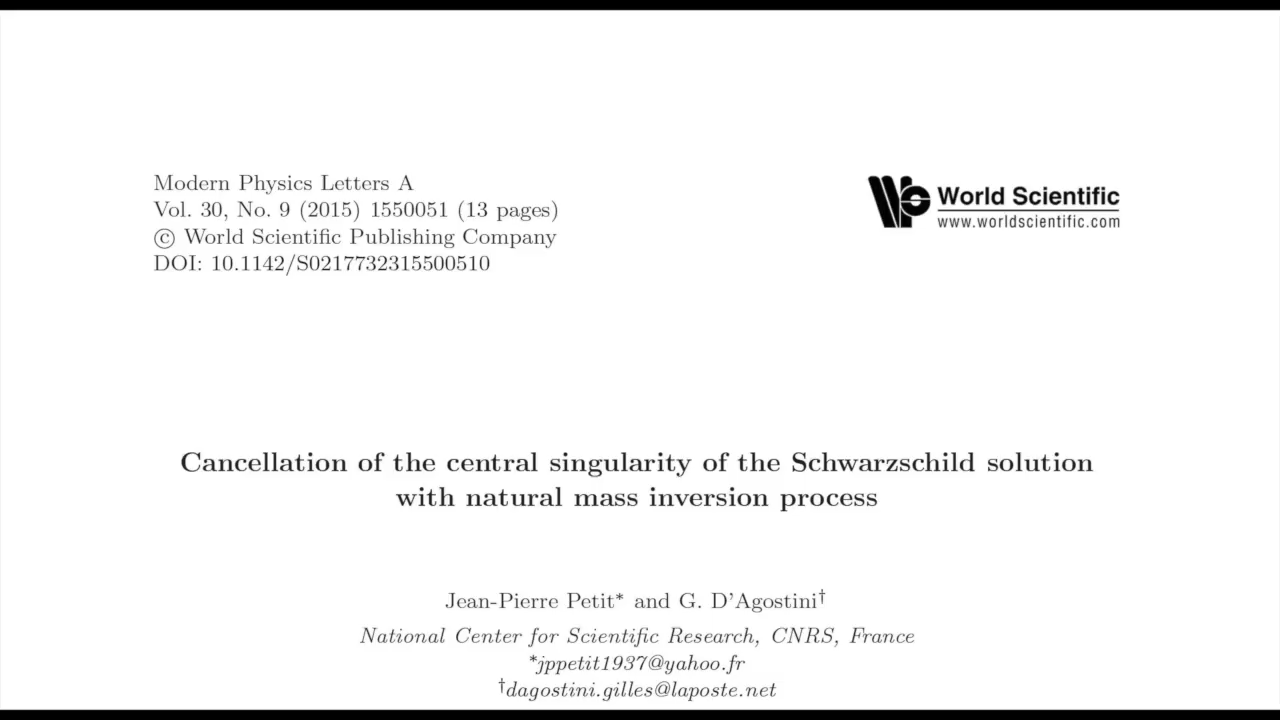 Modern Physics Letters A
Vol. 30, No. 9 (2015) 1550051 (13 pages)
© World Scientific Publishing Company
DOI: 10.1142/S0217732315500510
World Scientific
www.worldscientific.com
Cancellation of the central singularity of the Schwarzschild solution
with natural mass inversion process
Jean-Pierre Petit* and G. D'Agostini†
National Center for Scientific Research, CNRS, France
*jppetit1937@yahoo.fr
†dagostini.gilles@laposte.net